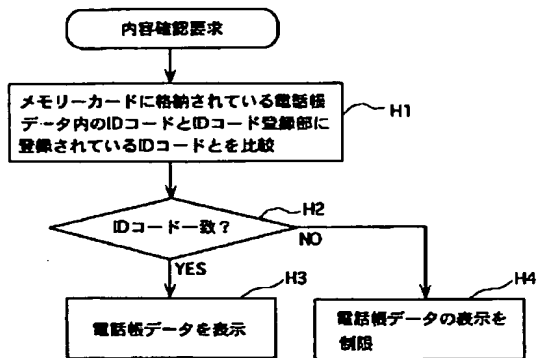 内容確認要求
メモリーカードに格納されている電話帳
データ内のIDコードとIDコード登録部に
登録されているIDコードとを比較
H1
IDコード一致？
H2
NO
YES
H3
H4
電話帳データを表示
電話帳データの表示を
制限